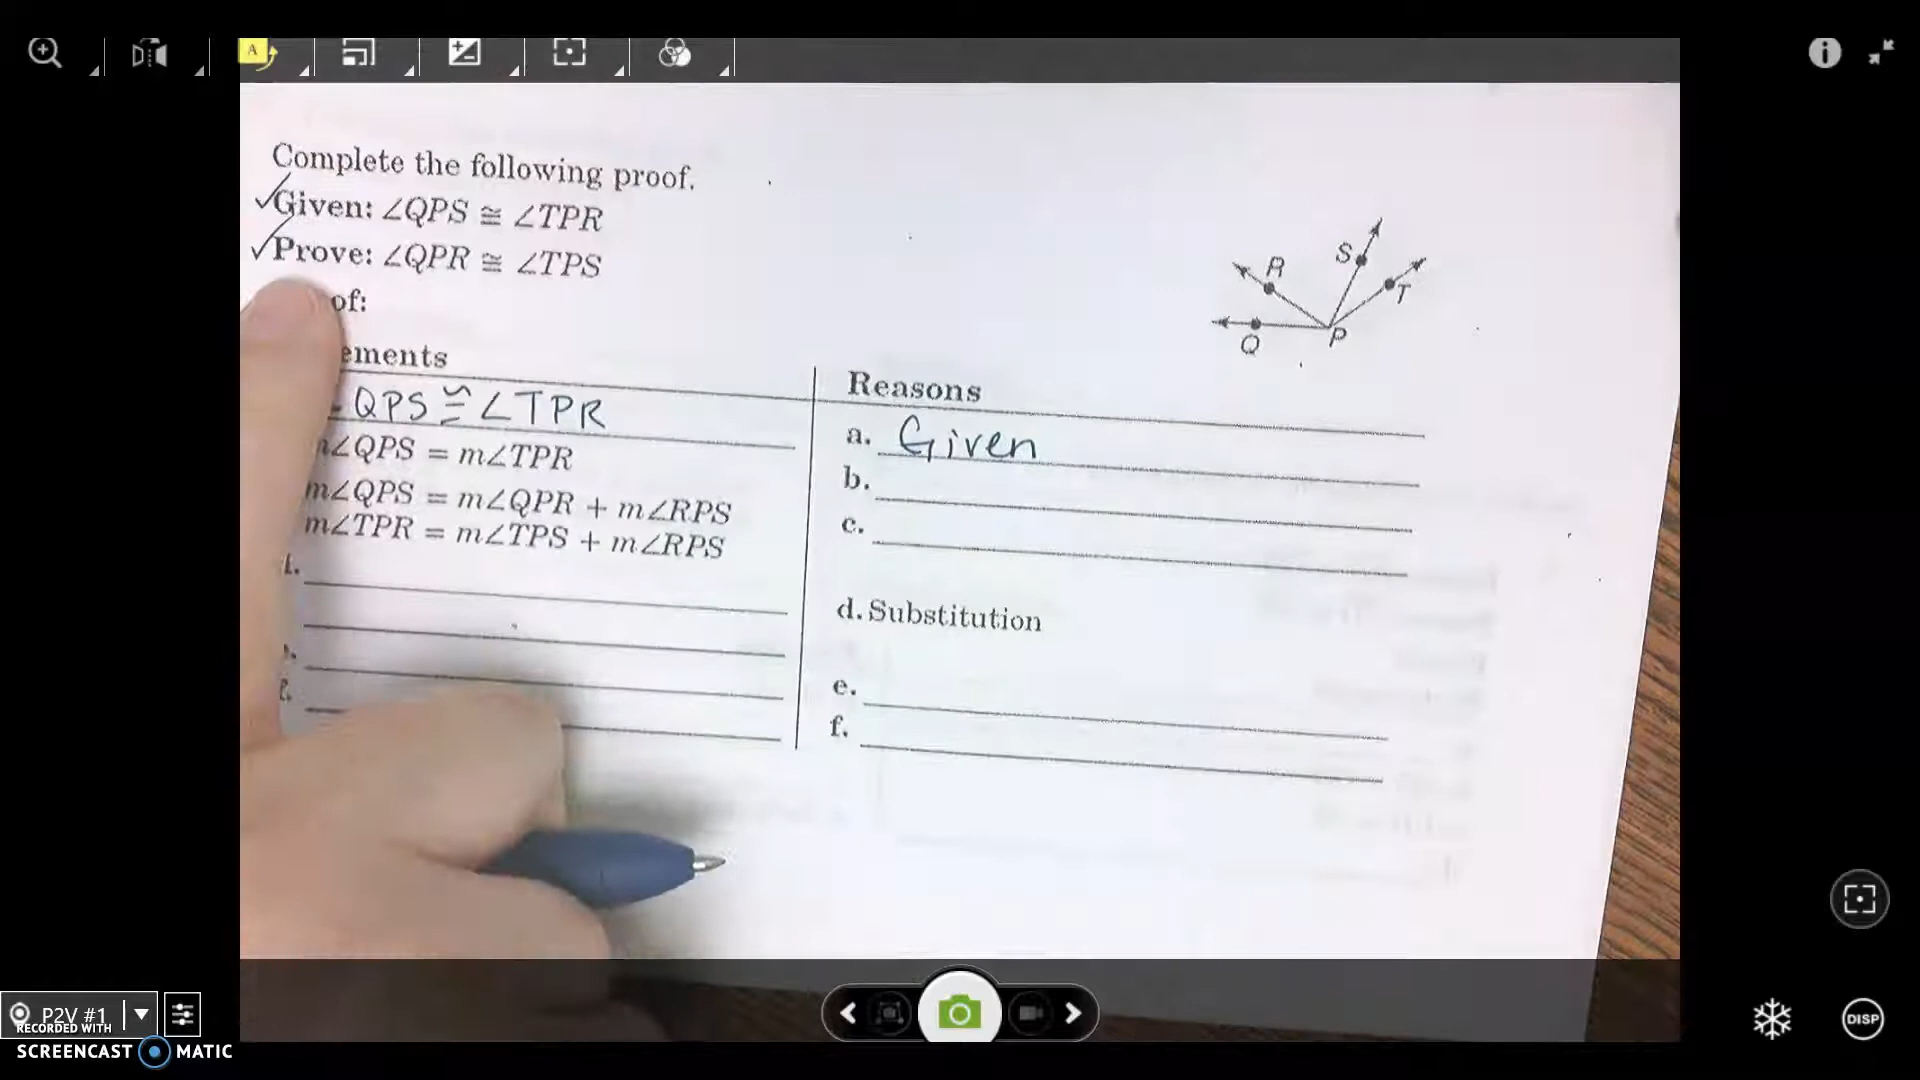 A
Complete the following proof.
Given: ∠QPS ≅ ∠TPR
Prove: ∠QPR ≅ ∠TPS
of:
ements
Reasons
QPS ≅ ∠TPR
a. Given
m∠QPS = m∠TPR
b.
m∠QPS = m∠QPR + m∠RPS
c.
m∠TPR = m∠TPS + m∠RPS
d. Substitution
e.
f.
R
S
T
Q
P
P2V #1
RECORDED WITH
SCREENCAST MATIC
DISP